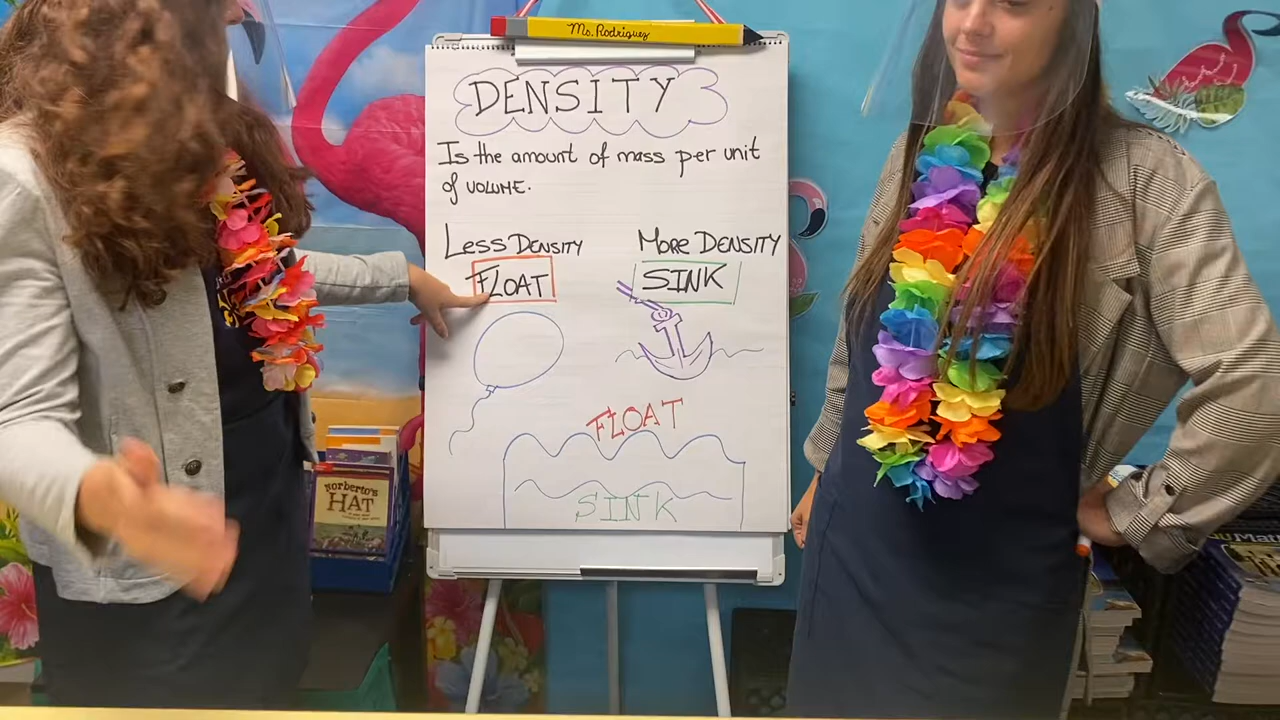 Ms. Rodriguez
DENSITY
Is the amount of mass per unit
of VOLUME.
LESS DENSITY
FLOAT
MORE DENSITY
SINK
FLOAT
SINK
Norberto's
HAT